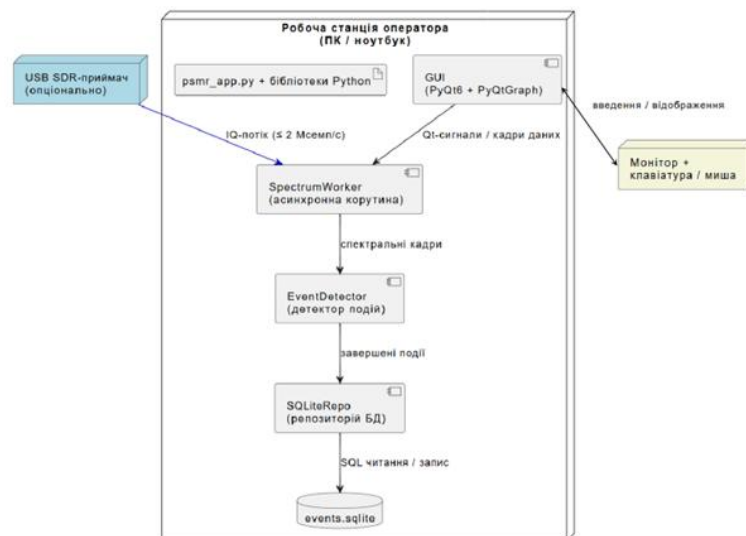 Робоча станція оператора
(ПК / ноутбук)
USB SDR-приймач
(опціонально)
psmr_app.py + бібліотеки Python
GUI
(PyQt6 + PyQtGraph)
введення / відображення
IQ-потік (≤ 2 Мсемп/с)
Qt-сигнали / кадри даних
Монітор +
клавіатура / миша
SpectrumWorker
(асинхронна корутина)
спектральні кадри
EventDetector
(детектор подій)
завершені події
SQLiteRepo
(репозиторій БД)
SQL читання / запис
events.sqlite